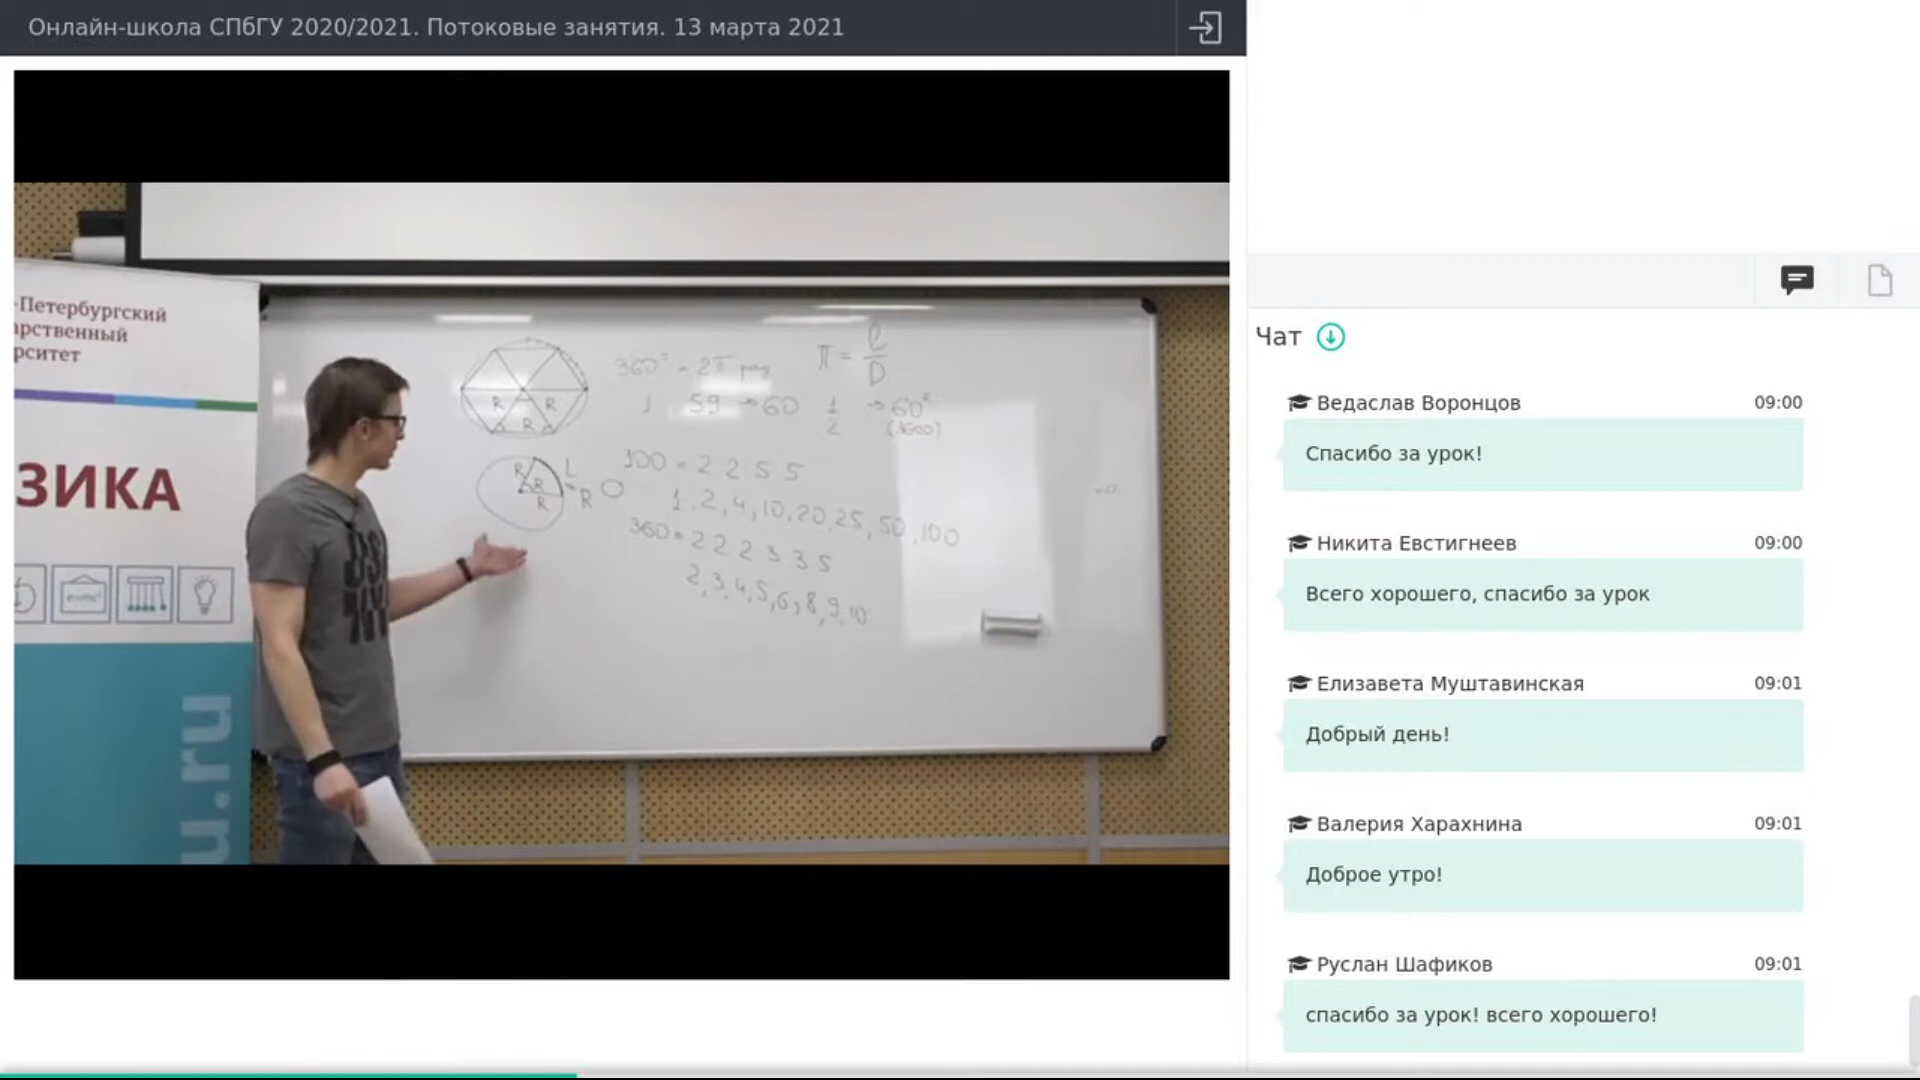 Онлайн-школа СПбГУ 2020/2021. Потоковые занятия. 13 марта 2021
-Петербургский
арственный
рситет
ЗИКА
u.ru
R R
R
R L
R R
R
360° = 2π рад
π = ℓ/D
1 59 → 60
1 → 60²
2 (3600)
100 = 2 2 5 5
1, 2, 4, 10, 20, 25, 50, 100
360 = 2 2 2 3 3 5
2, 3, 4, 5, 6, 8, 9, 10
Чат
Ведаслав Воронцов 09:00
Спасибо за урок!
Никита Евстигнеев 09:00
Всего хорошего, спасибо за урок
Елизавета Муштавинская 09:01
Добрый день!
Валерия Харахнина 09:01
Доброе утро!
Руслан Шафиков 09:01
спасибо за урок! всего хорошего!